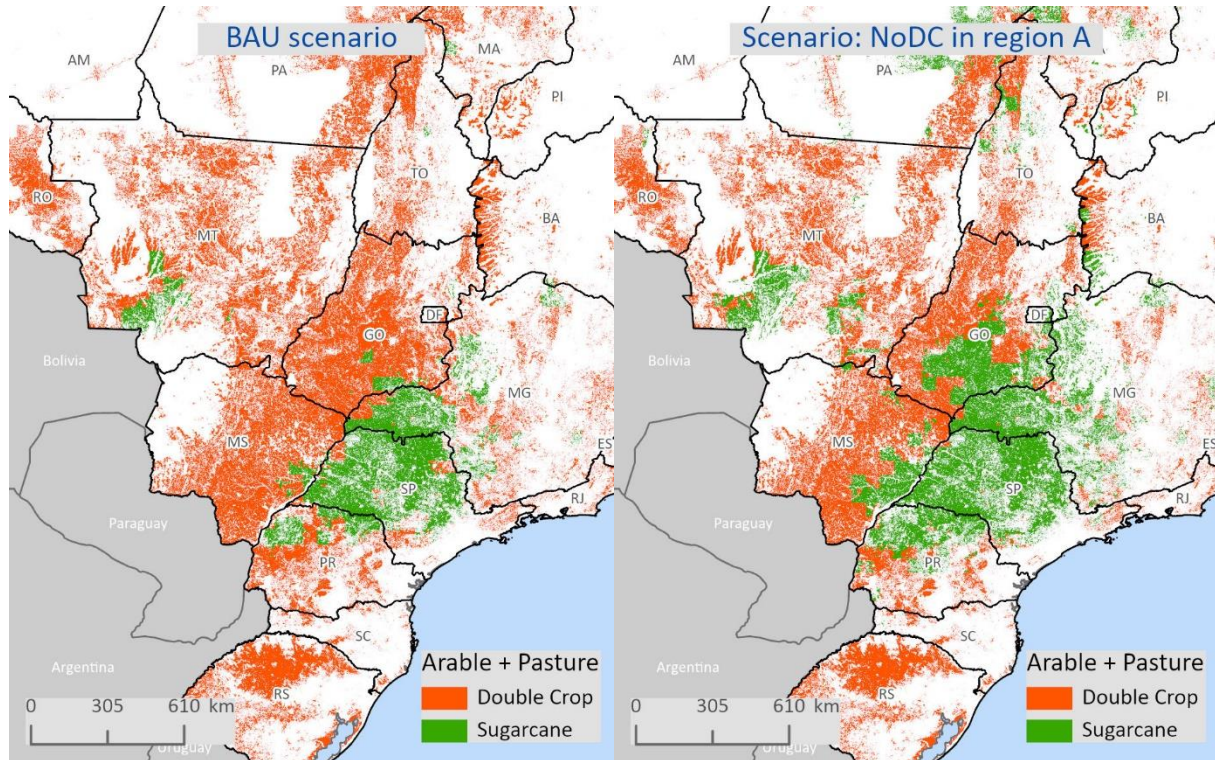 BAU scenario
AM
PA
MA
PI
TO
RO
MT
BA
DF
GO
Bolivia
MG
MS
ES
SP
RJ
Paraguay
PR
SC
Argentina
RS
Uruguay
0 305 610 km
Arable + Pasture
Double Crop
Sugarcane
Scenario: NoDC in region A
AM
PA
PI
TO
RO
MT
BA
DF
GO
Bolivia
MG
MS
ES
SP
RJ
Paraguay
PR
SC
Argentina
RS
Uruguay
0 305 610 km
Arable + Pasture
Double Crop
Sugarcane